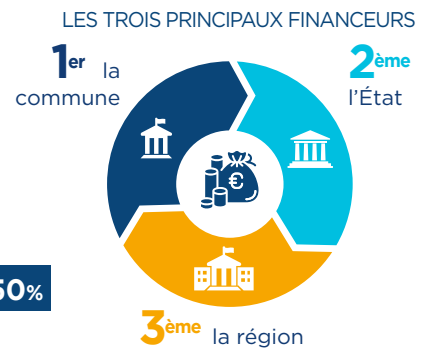 LES TROIS PRINCIPAUX FINANCEURS
1er la
commune
2ème
l'État
€
50%
3ème la région